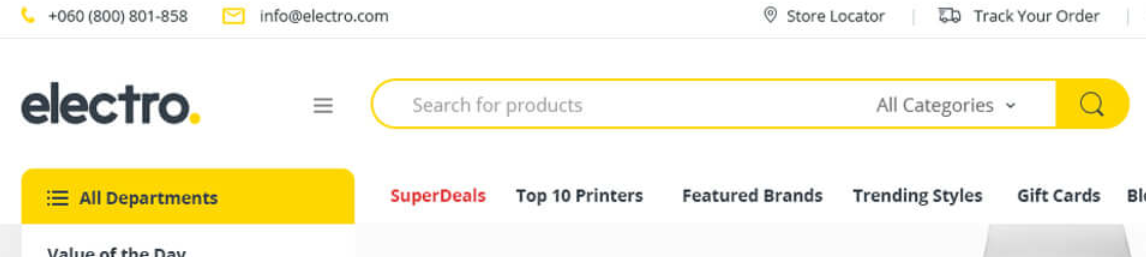 +060 (800) 801-858 info@electro.com Store Locator Track Your Order
electro. Search for products All Categories
All Departments SuperDeals Top 10 Printers Featured Brands Trending Styles Gift Cards
Value of the Day